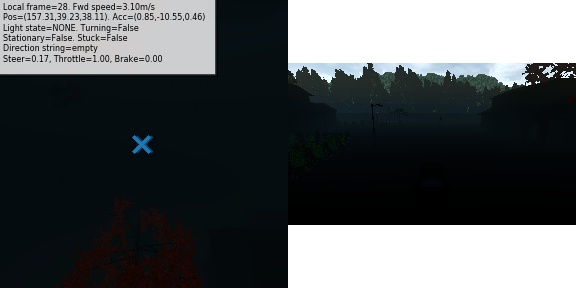 Local frame=28. Fwd speed=3.10m/s
Pos=(157.31,39.23,38.11). Acc=(0.85,-10.55,0.46)
Light state=NONE. Turning=False
Stationary=False. Stuck=False
Direction string=empty
Steer=0.17, Throttle=1.00, Brake=0.00